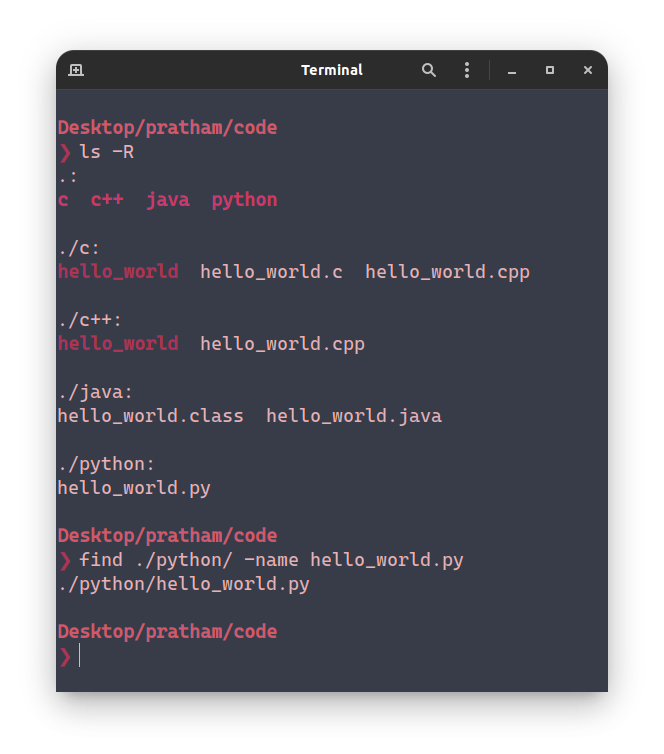 Terminal
Desktop/pratham/code
❯ ls -R
.:
c  c++  java  python
./c:
hello_world  hello_world.c  hello_world.cpp
./c++:
hello_world  hello_world.cpp
./java:
hello_world.class  hello_world.java
./python:
hello_world.py
Desktop/pratham/code
❯ find ./python/ -name hello_world.py
./python/hello_world.py
Desktop/pratham/code
❯